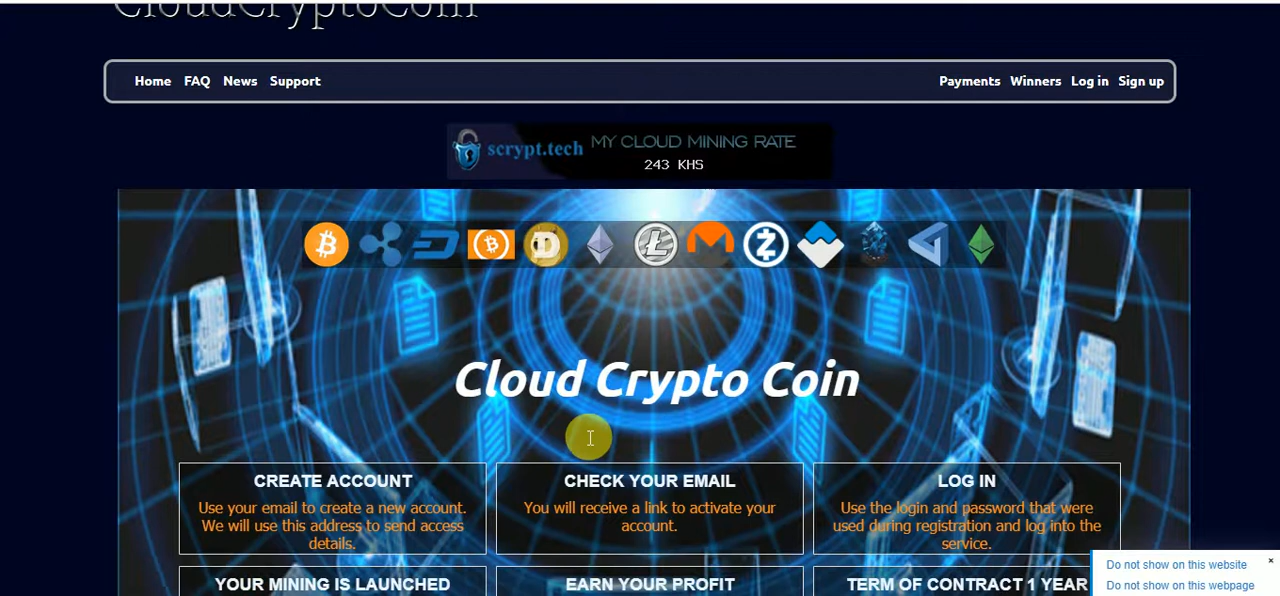 CloudCryptoCoin
Home FAQ News Support Payments Winners Log in Sign up
scrypt.tech MY CLOUD MINING RATE
243 KHS
Cloud Crypto Coin
CREATE ACCOUNT
Use your email to create a new account.
We will use this address to send access
details.
CHECK YOUR EMAIL
You will receive a link to activate your
account.
LOG IN
Use the login and password that were
used during registration and log into the
service.
YOUR MINING IS LAUNCHED
EARN YOUR PROFIT
TERM OF CONTRACT 1 YEAR
Do not show on this website
Do not show on this webpage